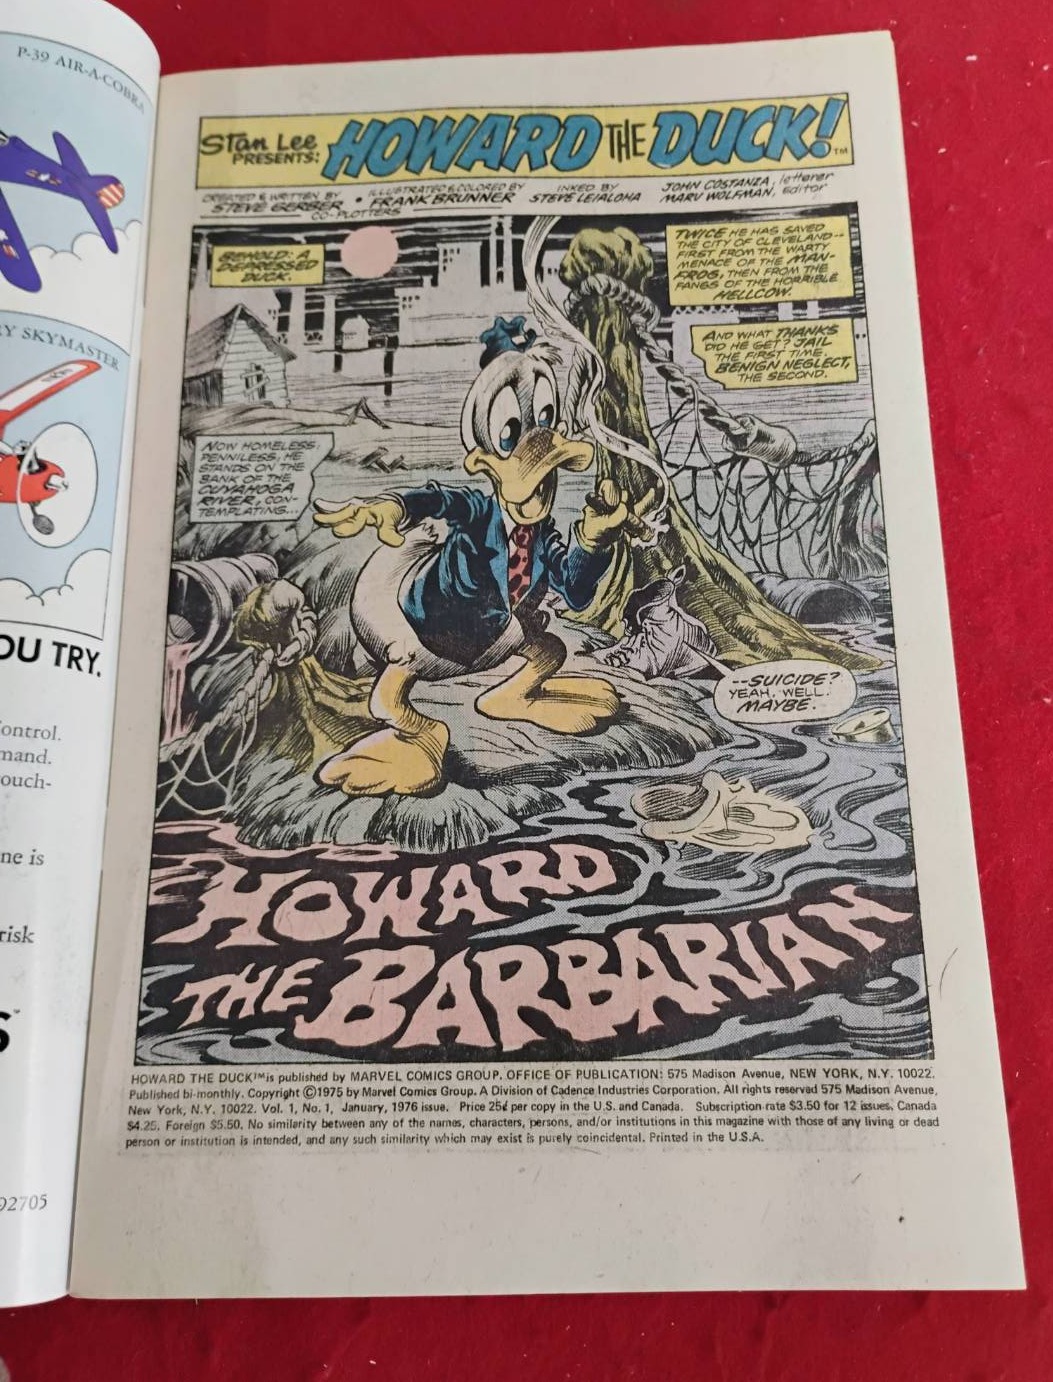 P-39 AIR-A-COBRA
RY SKYMASTER
OU TRY.
ontrol.
mand.
ouch-
ne is
risk
S
92705
Stan Lee
PRESENTS:
HOWARD THE DUCK!™
CREATED & WRITTEN BY
STEVE GERBER
• ILLUSTRATED & COLORED BY
FRANK BRUNNER
CO-PLOTTERS
INKED BY
STEVE LEIALOHA
JOHN COSTANZA, letterer
MARV WOLFMAN, Editor
BEHOLD: A
DEPRESSED
DUCK.
TWICE HE HAS SAVED
THE CITY OF CLEVELAND--
FIRST FROM THE WARTY
MENACE OF THE MAN-
FROG, THEN FROM THE
FANGS OF THE HORRIBLE
HELLCOW.
AND WHAT THANKS
DID HE GET? JAIL
THE FIRST TIME.
BENIGN NEGLECT,
THE SECOND.
NOW HOMELESS,
PENNILESS, HE
STANDS ON THE
BANK OF THE
CUYAHOGA
RIVER, CON-
TEMPLATING...
--SUICIDE?
YEAH. WELL.
MAYBE.
HOWARD
THE BARBARIAN
HOWARD THE DUCK™ is published by MARVEL COMICS GROUP. OFFICE OF PUBLICATION: 575 Madison Avenue, NEW YORK, N.Y. 10022.
Published bi-monthly. Copyright ©1975 by Marvel Comics Group. A Division of Cadence Industries Corporation. All rights reserved 575 Madison Avenue,
New York, N.Y. 10022. Vol. 1, No. 1, January, 1976 issue. Price 25¢ per copy in the U.S. and Canada. Subscription rate $3.50 for 12 issues. Canada
$4.25. Foreign $5.50. No similarity between any of the names, characters, persons, and/or institutions in this magazine with those of any living or dead
person or institution is intended, and any such similarity which may exist is purely coincidental. Printed in the U.S.A.